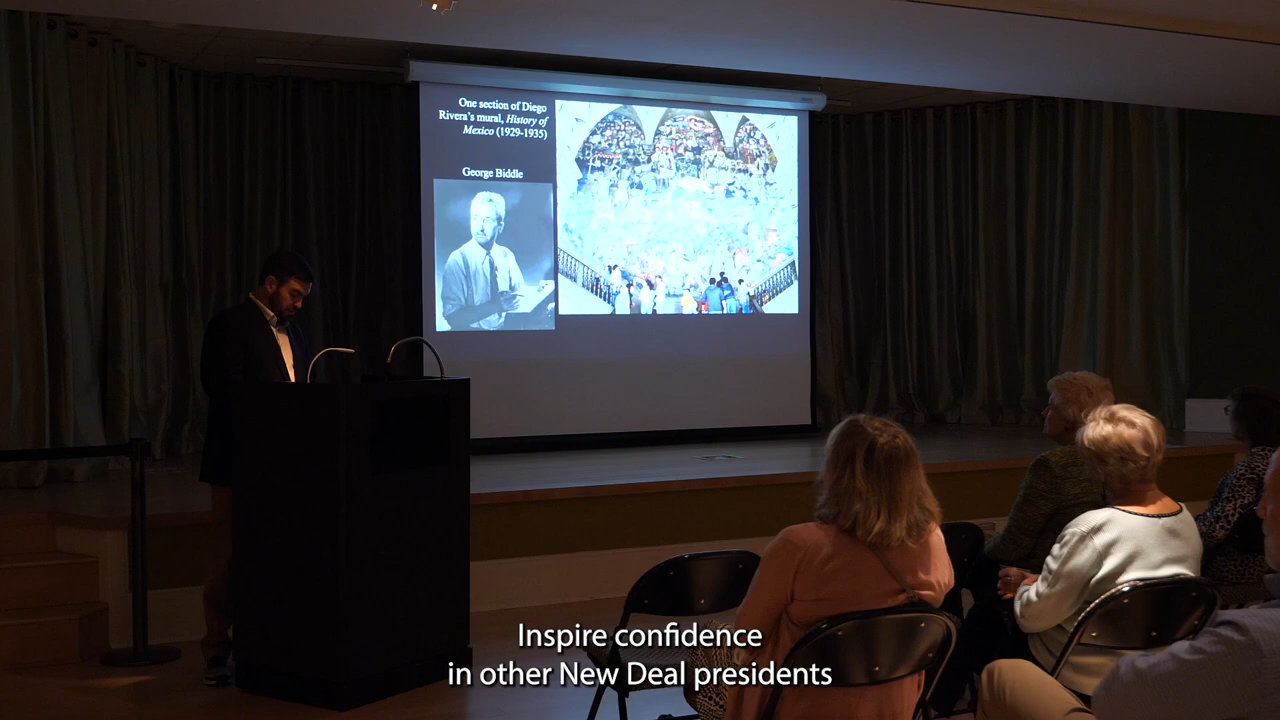 One section of Diego
Rivera's mural, History of
Mexico (1929-1935)
George Biddle
Inspire confidence
in other New Deal presidents